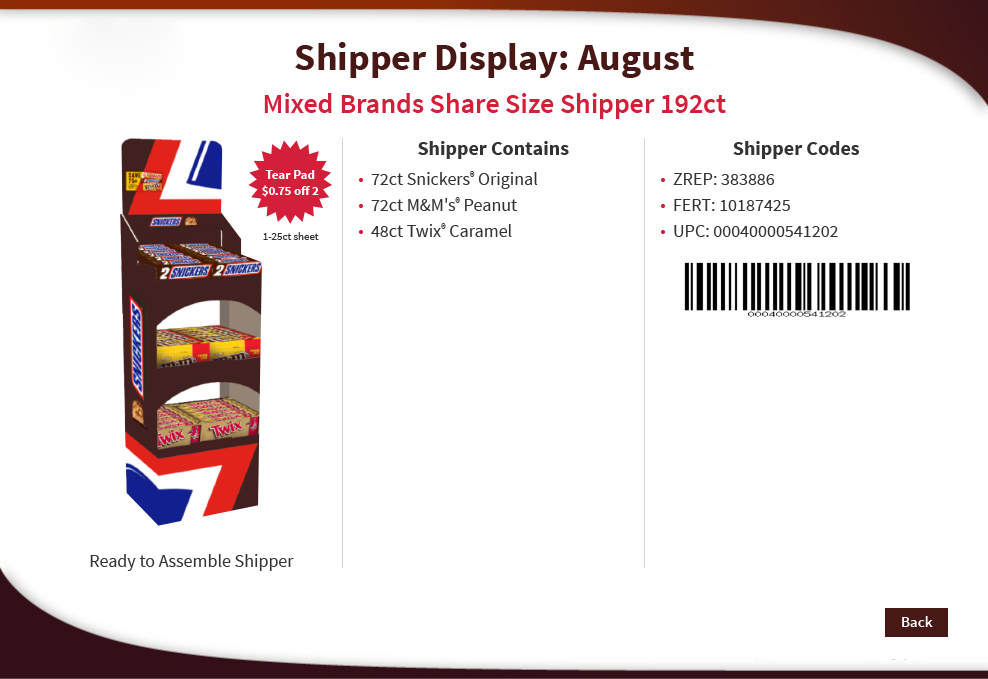 Shipper Display: August
Mixed Brands Share Size Shipper 192ct
SAVE
Tear Pad
$0.75 off 2
1-25ct sheet
SNICKERS
2 SNICKERS 2 SNICKERS
SNICKERS
TWIX TWIX
Ready to Assemble Shipper
Shipper Contains
• 72ct Snickers® Original
• 72ct M&M's® Peanut
• 48ct Twix® Caramel
Shipper Codes
• ZREP: 383886
• FERT: 10187425
• UPC: 00040000541202
00040000541202
Back